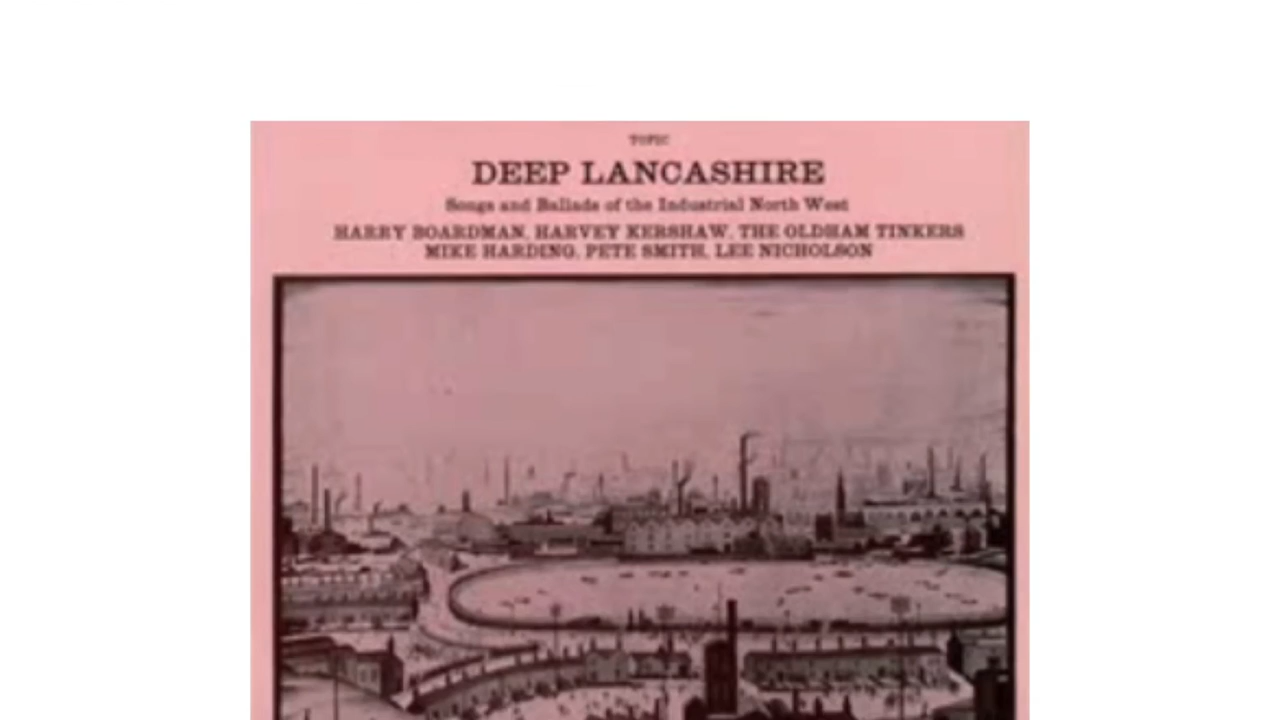 TOPIC
DEEP LANCASHIRE
Songs and Ballads of the Industrial North West
HARRY BOARDMAN, HARVEY KERSHAW, THE OLDHAM TINKERS
MIKE HARDING, PETE SMITH, LEE NICHOLSON